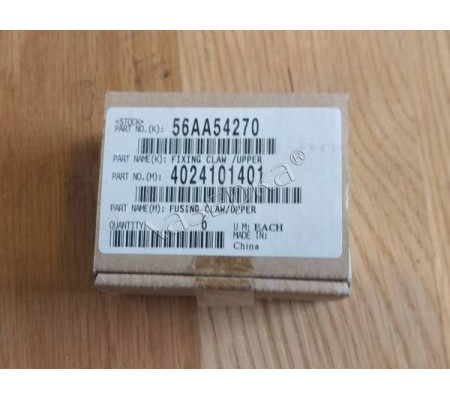 <STOCK>
PART NO.(K): 56AA54270
PART NAME(K): FIXING CLAW /UPPER
PART NO.(M): 4024101401
PART NAME(M): FUSING CLAW/UPPER
QUANTITY: 6 U M: EACH
MADE IN:
China